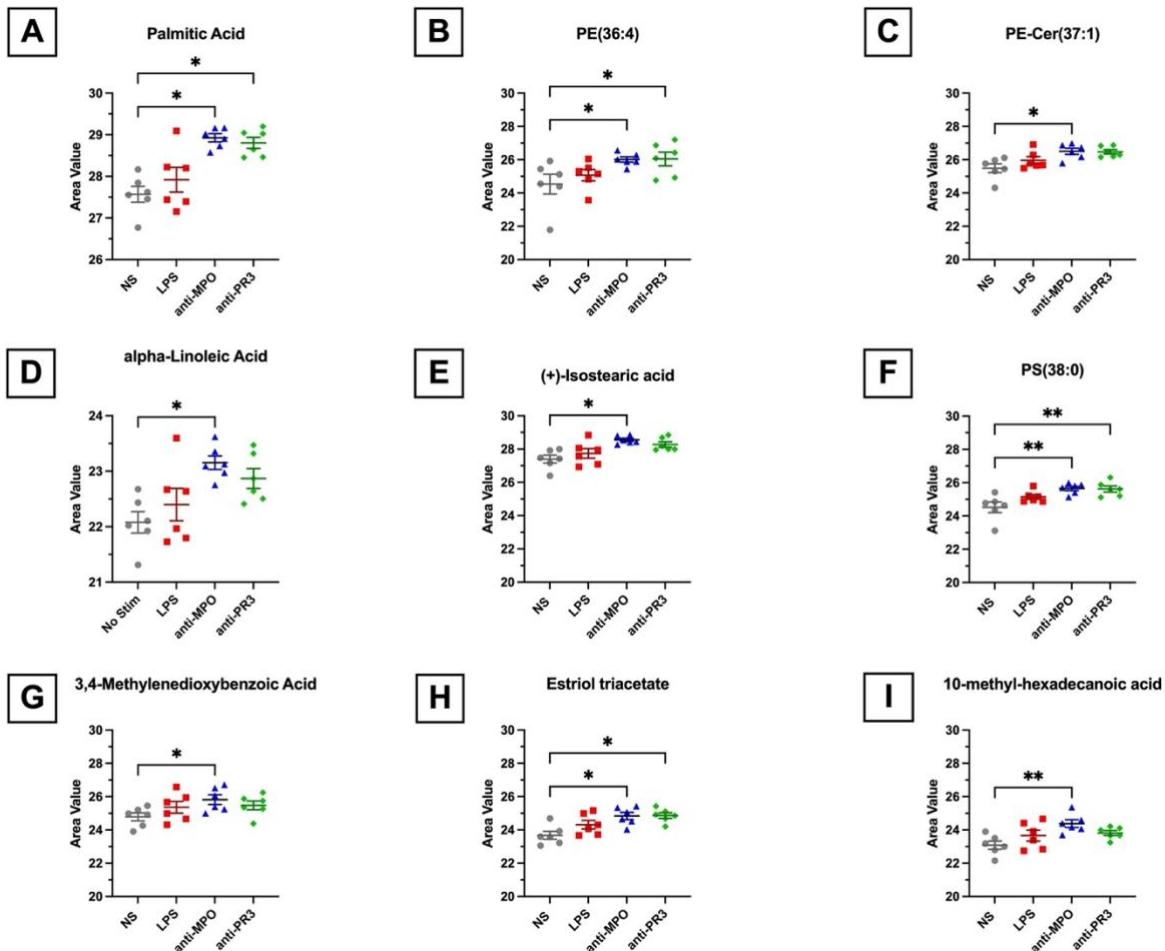 A
Palmitic Acid
*
*
Area Value
30
29
28
27
26
NS
LPS
anti-MPO
anti-PR3
B
PE(36:4)
*
*
Area Value
30
28
26
24
22
20
NS
LPS
anti-MPO
anti-PR3
C
PE-Cer(37:1)
*
Area Value
30
28
26
24
22
20
NS
LPS
anti-MPO
anti-PR3
D
alpha-Linoleic Acid
*
Area Value
24
23
22
21
No Stim
LPS
anti-MPO
anti-PR3
E
(+)-Isostearic acid
*
Area Value
30
28
26
24
22
20
NS
LPS
anti-MPO
anti-PR3
F
PS(38:0)
**
**
Area Value
30
28
26
24
22
20
NS
LPS
anti-MPO
anti-PR3
G
3,4-Methylenedioxybenzoic Acid
*
Area Value
30
28
26
24
22
20
NS
LPS
anti-MPO
anti-PR3
H
Estriol triacetate
*
*
Area Value
30
28
26
24
22
20
NS
LPS
anti-MPO
anti-PR3
I
10-methyl-hexadecanoic acid
**
Area Value
30
28
26
24
22
20
NS
LPS
anti-MPO
anti-PR3